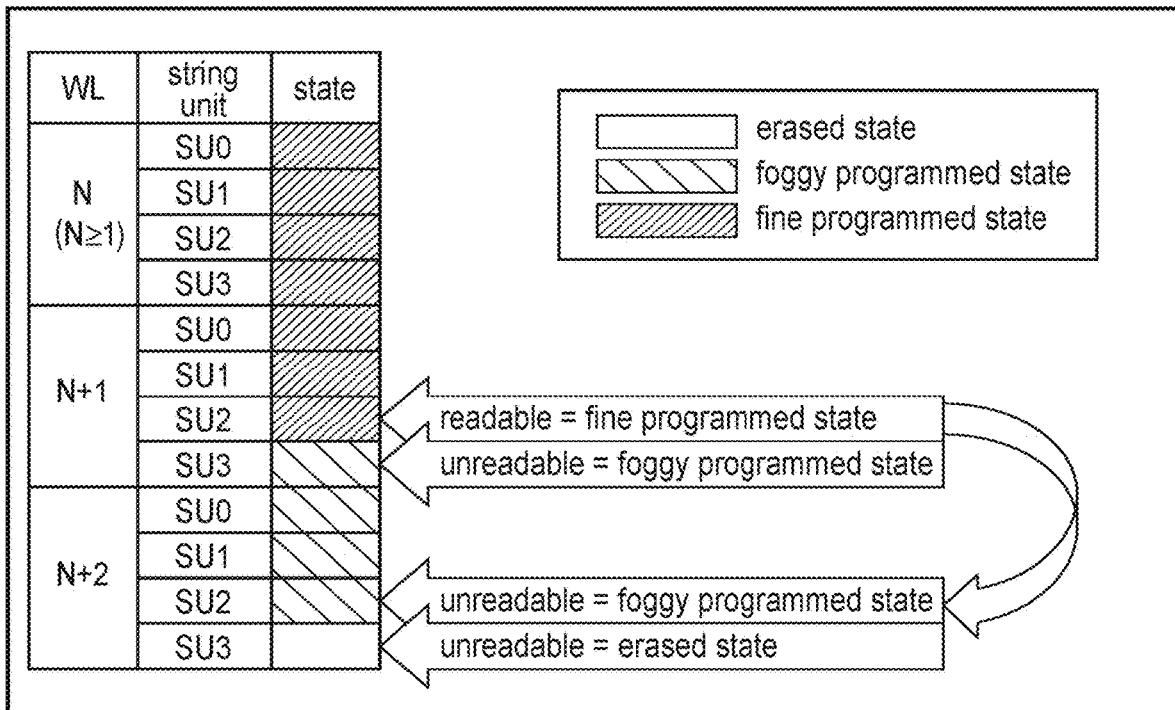 WL string unit state
N (N≥1)
SU0
SU1
SU2
SU3
N+1
SU0
SU1
SU2
SU3
N+2
SU0
SU1
SU2
SU3
erased state
foggy programmed state
fine programmed state
readable = fine programmed state
unreadable = foggy programmed state
unreadable = foggy programmed state
unreadable = erased state